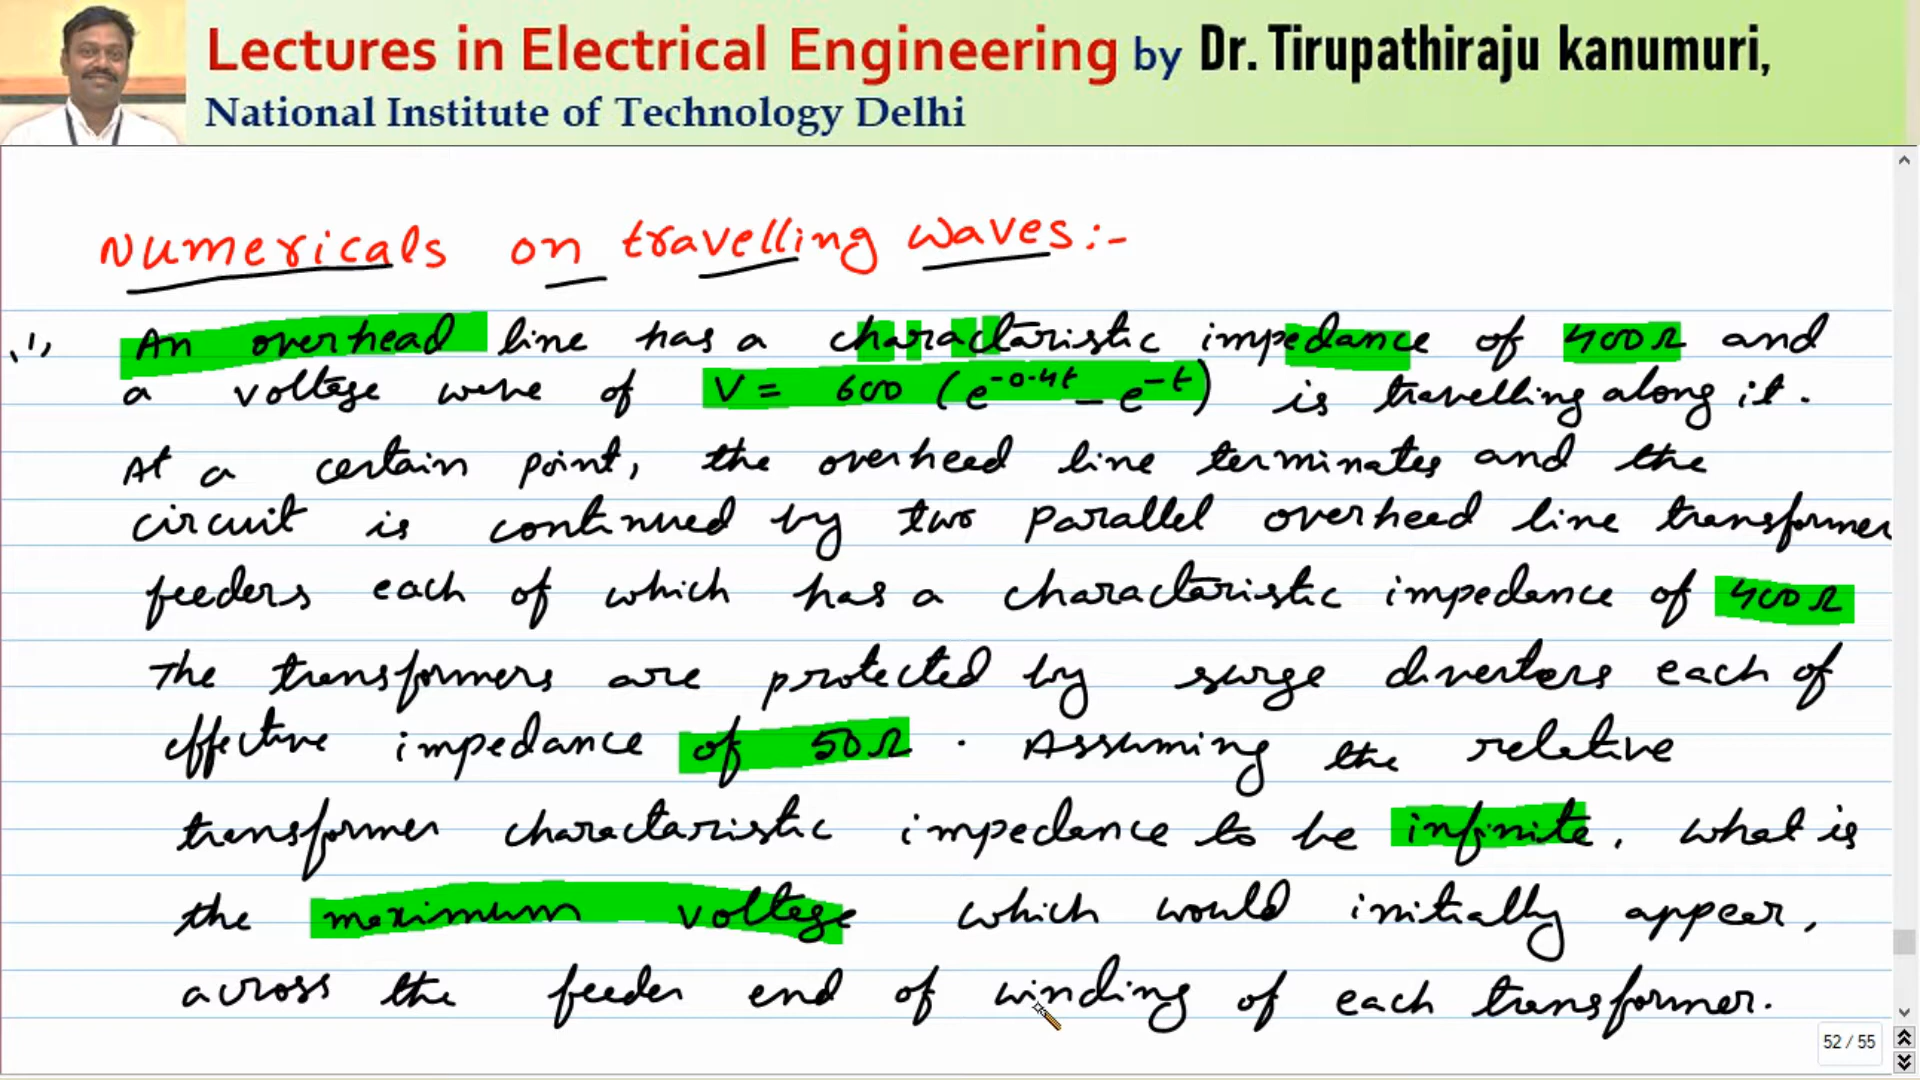 Lectures in Electrical Engineering by Dr. Tirupathiraju kanumuri,
National Institute of Technology Delhi
Numericals on travelling waves:-
(1) An overhead line has a charactaristic impedance of 400Ω and
a voltage wave of V = 600 (e^-0.4t - e^-t) is travelling along it.
At a certain point, the overhead line terminates and the
circuit is continued by two parallel overhead line transformer
feeders each of which has a charactaristic impedance of 400Ω
The transformers are protected by surge diverters each of
effective impedance of 50Ω. Assuming the relative
transformer charactaristic impedance to be infinite, what is
the maximum voltage which would initially appear,
across the feeder end of winding of each transformer.
52 / 55